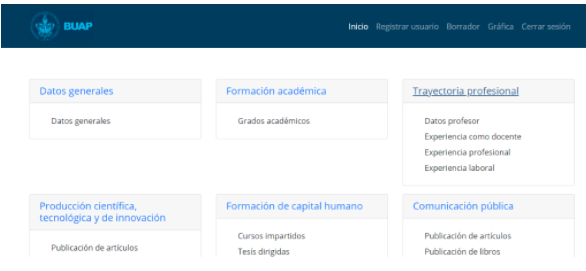 BUAP
Inicio Registrar usuario Borrador Gráfica Cerrar sesión
Datos generales
Datos generales
Formación académica
Grados académicos
Trayectoria profesional
Datos profesor
Experiencia como docente
Experiencia profesional
Experiencia laboral
Producción científica,
tecnológica y de innovación
Publicación de artículos
Formación de capital humano
Cursos impartidos
Tesis dirigidas
Comunicación pública
Publicación de artículos
Publicación de libros